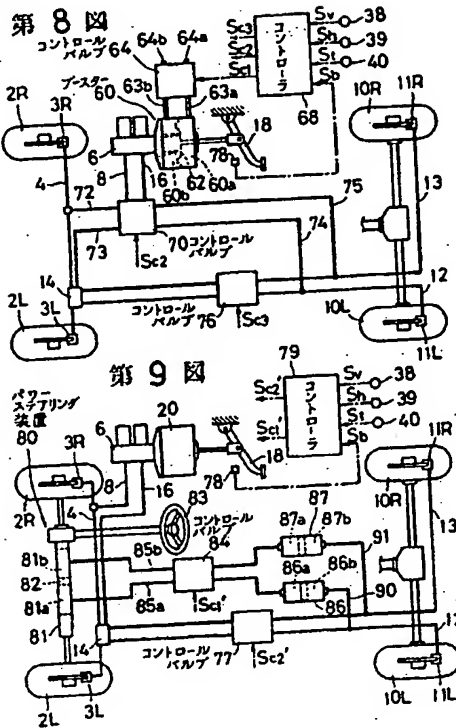 第8図
64b 64a
コントロールバルブ
64
ブースター
60
63b
63a
Sc3
Sc2
Sc1
コントローラ
68
Sv 38
Sh 39
St 40
Sb
2R
3R
4
6
8
16
60b
62
60a
78
18
10R
11R
72
73
75
74
13
70 コントロールバルブ
Sc2
14
2L
3L
コントロールバルブ
76
Sc3
12
10L
11L
第9図
パワーステアリング装置
80
3R
2R
6
20
8
16
4
78
18
79
コントローラ
Sc2'
Sc1'
Sv 38
Sh 39
St 40
Sb
83
コントロールバルブ
84
85b
85a
Sc1'
87
87a 87b
86a 86b
86
91
90
81b
82
81a
81
14
2L
3L
コントロールバルブ
77
Sc2'
10R
11R
13
12
10L
11L